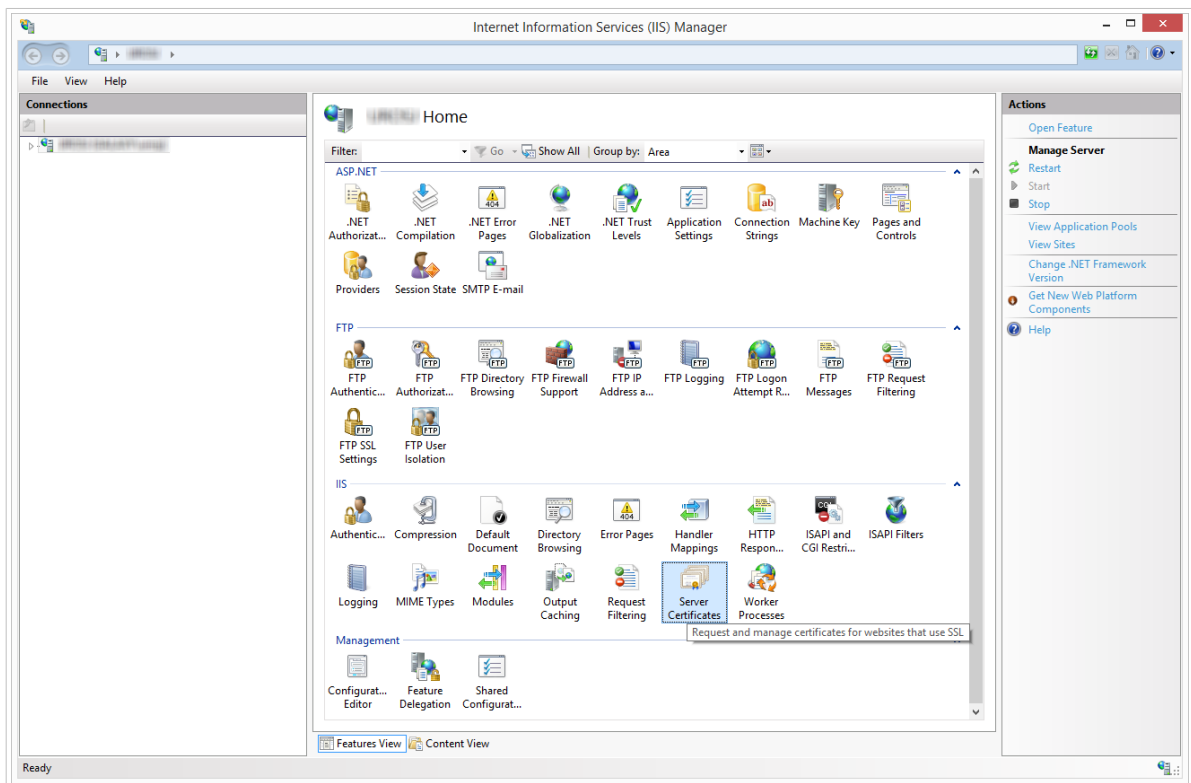 Internet Information Services (IIS) Manager
File View Help
Connections
Home
Filter: Go Show All Group by: Area
ASP.NET
.NET Authorizat...
.NET Compilation
.NET Error Pages
.NET Globalization
.NET Trust Levels
Application Settings
Connection Strings
Machine Key
Pages and Controls
Providers
Session State
SMTP E-mail
FTP
FTP Authentic...
FTP Authorizat...
FTP Directory Browsing
FTP Firewall Support
FTP IP Address a...
FTP Logging
FTP Logon Attempt R...
FTP Messages
FTP Request Filtering
FTP SSL Settings
FTP User Isolation
IIS
Authentic...
Compression
Default Document
Directory Browsing
Error Pages
Handler Mappings
HTTP Respon...
ISAPI and CGI Restri...
ISAPI Filters
Logging
MIME Types
Modules
Output Caching
Request Filtering
Server Certificates
Worker Processes
Request and manage certificates for websites that use SSL
Management
Configurat... Editor
Feature Delegation
Shared Configurat...
Features View Content View
Actions
Open Feature
Manage Server
Restart
Start
Stop
View Application Pools
View Sites
Change .NET Framework
Version
Get New Web Platform
Components
Help
Ready